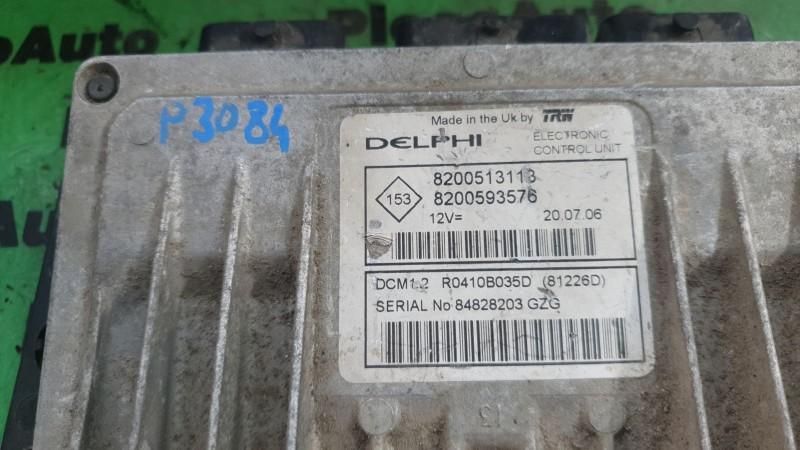 PieseAuto
P3084
Made in the Uk by TRW
DELPHI
ELECTRONIC
CONTROL UNIT
153
8200513113
8200593576
12V= 20.07.06
DCM1.2 R0410B035D (81226D)
SERIAL No 84828203 GZG